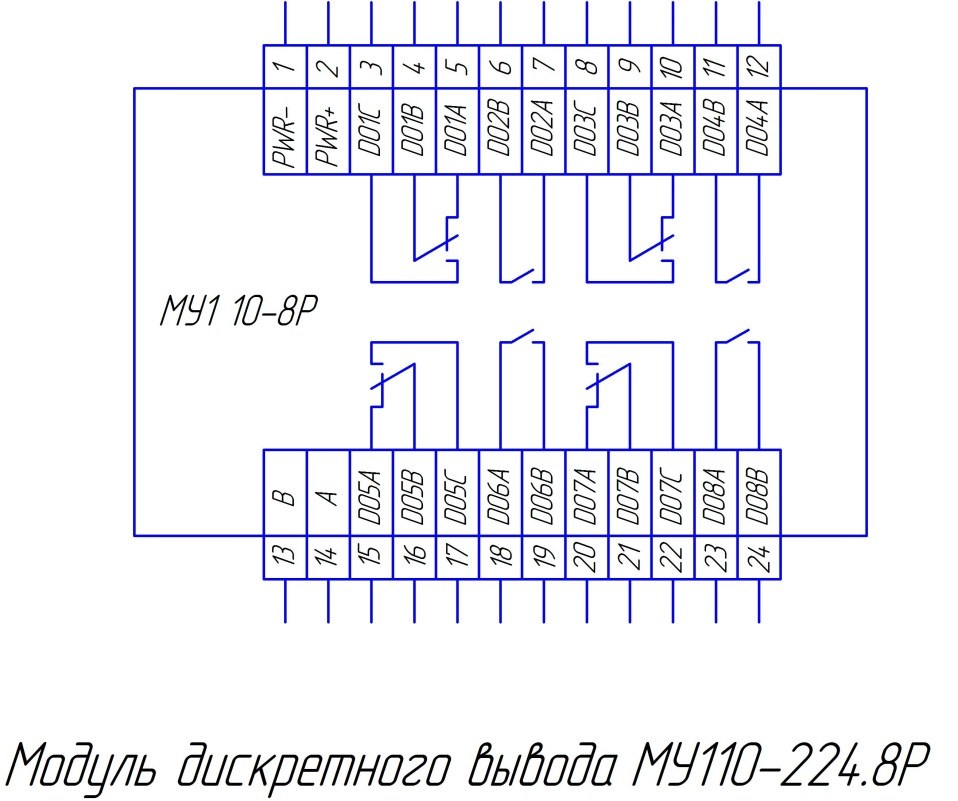 1 2 3 4 5 6 7 8 9 10 11 12
PWR- PWR+ DO1C DO1B DO1A DO2B DO2A DO3C DO3B DO3A DO4B DO4A
МУ1 10-8Р
B A DO5A DO5B DO5C DO6A DO6B DO7A DO7B DO7C DO8A DO8B
13 14 15 16 17 18 19 20 21 22 23 24
Модуль дискретного вывода МУ110-224.8Р